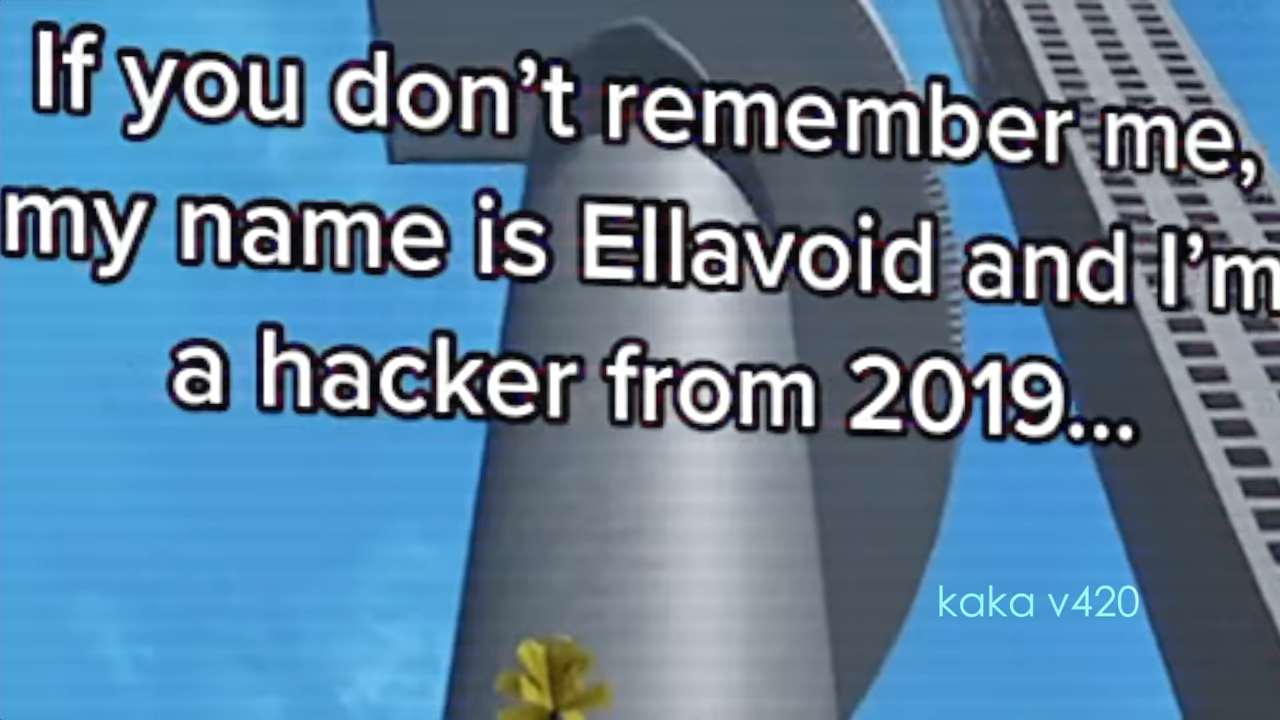 If you don’t remember me,
my name is Ellavoid and I’m
a hacker from 2019...
kaka v420